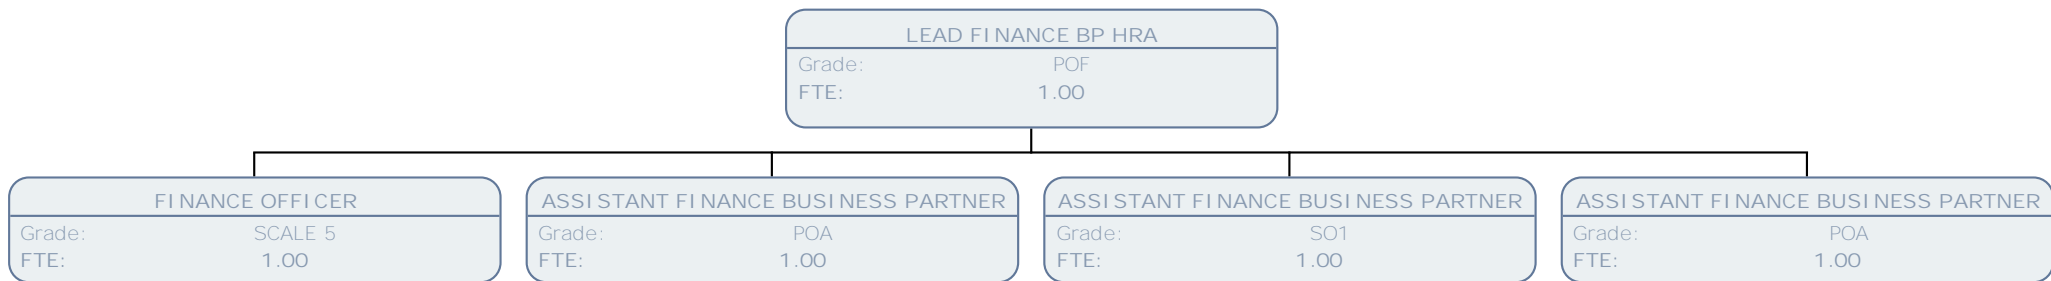 LEAD FINANCE BP HRA
Grade: POF
FTE: 1.00
FINANCE OFFICER
Grade: SCALE 5
FTE: 1.00
ASSISTANT FINANCE BUSINESS PARTNER
Grade: POA
FTE: 1.00
ASSISTANT FINANCE BUSINESS PARTNER
Grade: SO1
FTE: 1.00
ASSISTANT FINANCE BUSINESS PARTNER
Grade: POA
FTE: 1.00